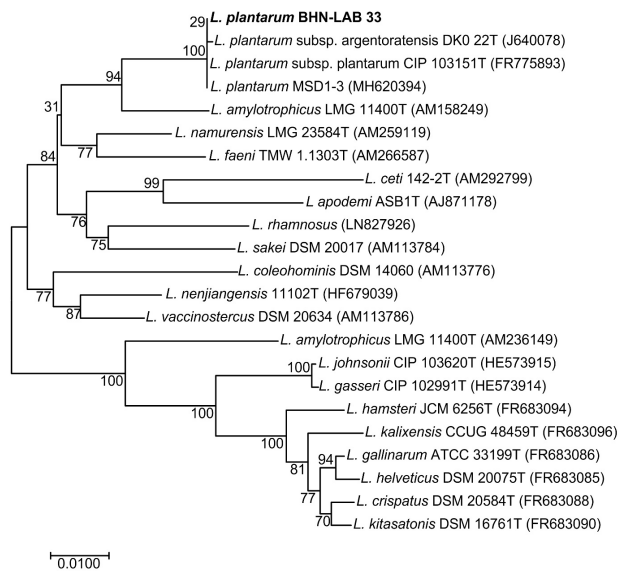 L. plantarum BHN-LAB 33
29
L. plantarum subsp. argentoratensis DK0 22T (J640078)
100
L. plantarum subsp. plantarum CIP 103151T (FR775893)
94
L. plantarum MSD1-3 (MH620394)
31
L. amylotrophicus LMG 11400T (AM158249)
L. namurensis LMG 23584T (AM259119)
77
84
L. faeni TMW 1.1303T (AM266587)
99
L. ceti 142-2T (AM292799)
L apodemi ASB1T (AJ871178)
76
L. rhamnosus (LN827926)
75
L. sakei DSM 20017 (AM113784)
L. coleohominis DSM 14060 (AM113776)
77
L. nenjiangensis 11102T (HF679039)
87
L. vaccinostercus DSM 20634 (AM113786)
L. amylotrophicus LMG 11400T (AM236149)
100
L. johnsonii CIP 103620T (HE573915)
100
L. gasseri CIP 102991T (HE573914)
100
L. hamsteri JCM 6256T (FR683094)
100
L. kalixensis CCUG 48459T (FR683096)
81
94
L. gallinarum ATCC 33199T (FR683086)
L. helveticus DSM 20075T (FR683085)
77
L. crispatus DSM 20584T (FR683088)
70
L. kitasatonis DSM 16761T (FR683090)
0.0100